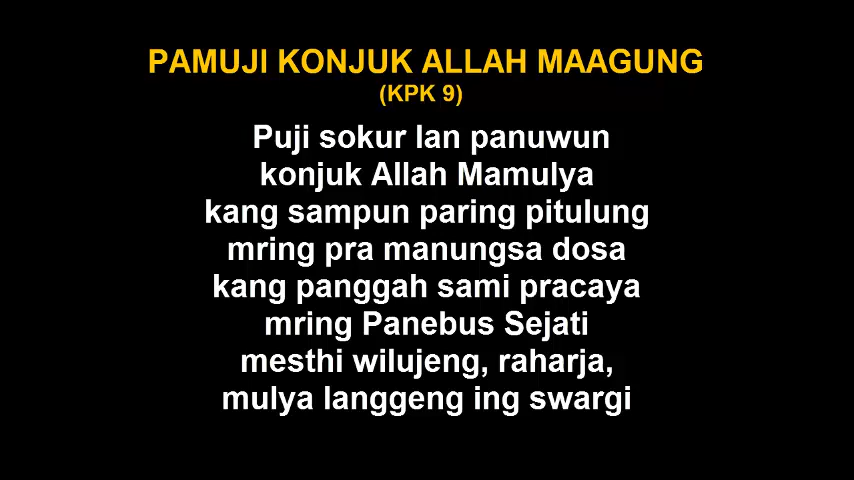 PAMUJI KONJUK ALLAH MAAGUNG
(KPK 9)
Puji sokur lan panuwun
konjuk Allah Mamulya
kang sampun paring pitulung
mring pra manungsa dosa
kang panggah sami pracaya
mring Panebus Sejati
mesthi wilujeng, raharja,
mulya langgeng ing swargi